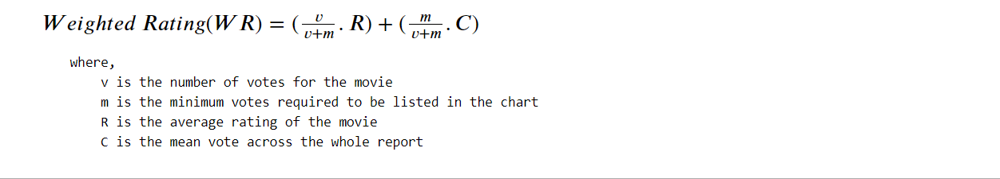 Weighted Rating(WR) = (v/v+m . R) + (m/v+m . C)
where,
v is the number of votes for the movie
m is the minimum votes required to be listed in the chart
R is the average rating of the movie
C is the mean vote across the whole report